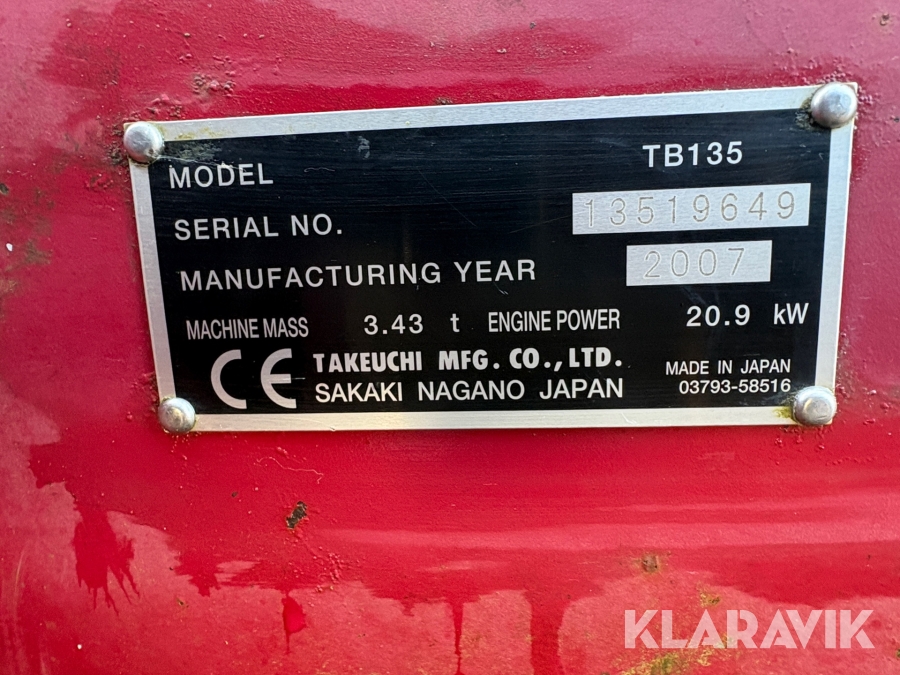 MODEL TB135
SERIAL NO. 13519649
MANUFACTURING YEAR 2007
MACHINE MASS 3.43 t ENGINE POWER 20.9 kW
CE TAKEUCHI MFG. CO., LTD. MADE IN JAPAN
SAKAKI NAGANO JAPAN 03793-58516
KLARAVIK